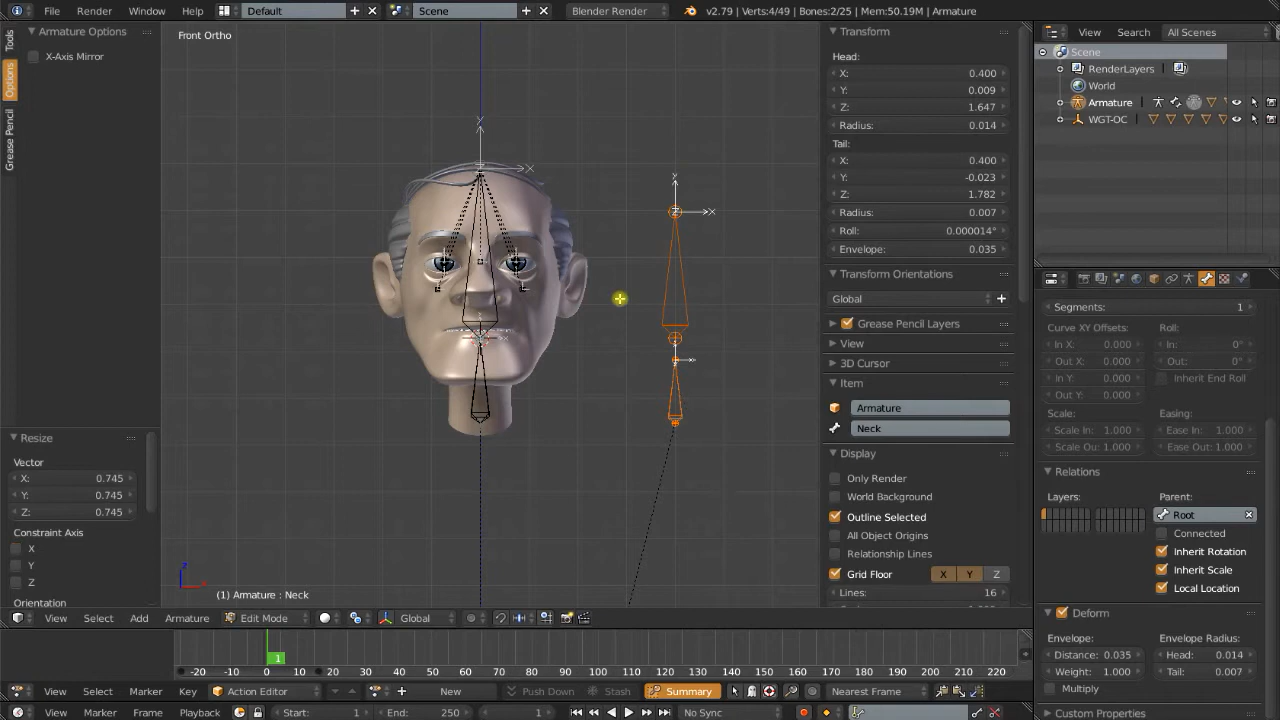 File Render Window Help Default Scene Blender Render v2.79 | Verts:4/49 | Bones:2/25 | Mem:50.19M | Armature
Tools
Options
Grease Pencil
Armature Options
X-Axis Mirror
Resize
Vector
X: 0.745
Y: 0.745
Z: 0.745
Constraint Axis
X
Y
Z
Orientation
Front Ortho
(1) Armature : Neck
Transform
Head:
X: 0.400
Y: 0.009
Z: 1.647
Radius: 0.014
Tail:
X: 0.400
Y: -0.023
Z: 1.782
Radius: 0.007
Roll: 0.000014°
Envelope: 0.035
Transform Orientations
Global
Grease Pencil Layers
View
3D Cursor
Item
Armature
Neck
Display
Only Render
World Background
Outline Selected
All Object Origins
Relationship Lines
Grid Floor X Y Z
Lines: 16
View Search All Scenes
Scene
RenderLayers
World
Armature
WGT-OC
Segments: 1
Curve XY Offsets: Roll:
In X: 0.000 In: 0°
Out X: 0.000 Out: 0°
In Y: 0.000 Inherit End Roll
Out Y: 0.000
Scale: Easing:
Scale In: 1.000 Ease In: 1.000
Scale Ou: 1.000 Ease Out: 1.000
Relations
Layers: Parent:
Root
Connected
Inherit Rotation
Inherit Scale
Local Location
Deform
Envelope: Envelope Radius:
Distance: 0.035 Head: 0.014
Weight: 1.000 Tail: 0.007
Multiply
Custom Properties
View Select Add Armature Edit Mode Global
1
-20 -10 0 10 20 30 40 50 60 70 80 90 100 110 120 130 140 150 160 170 180 190 200 210 220
View Select Marker Key Action Editor New Push Down Stash Summary Nearest Frame
View Marker Frame Playback Start: 1 End: 250 1 No Sync